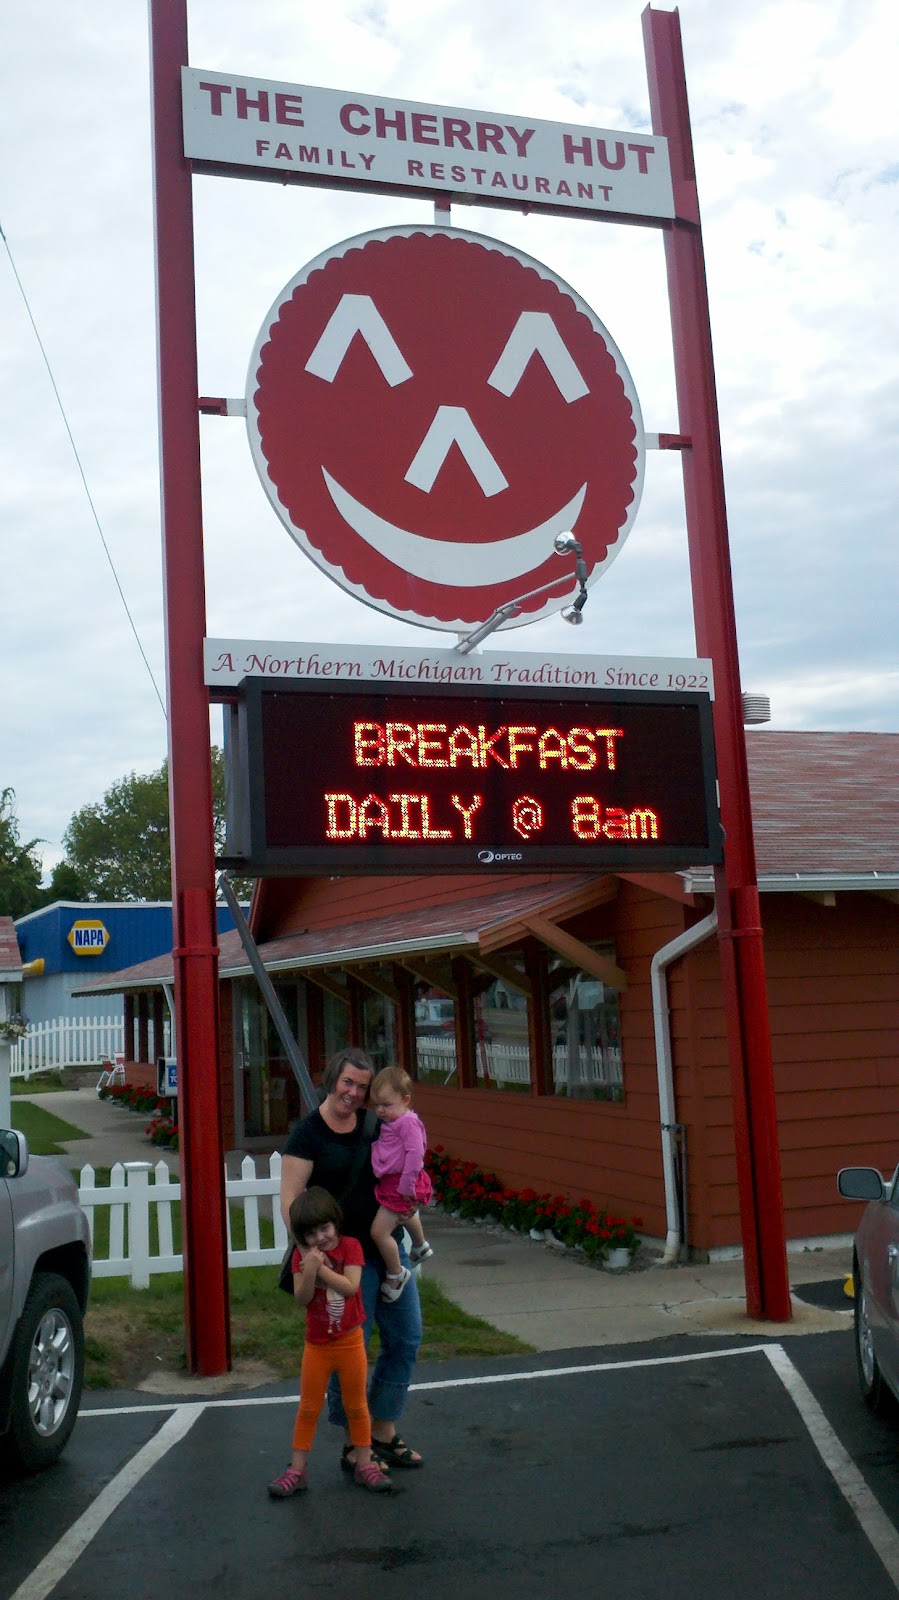 THE CHERRY HUT
FAMILY RESTAURANT
A Northern Michigan Tradition Since 1922
BREAKFAST
DAILY @ 8am
OPTEC
NAPA